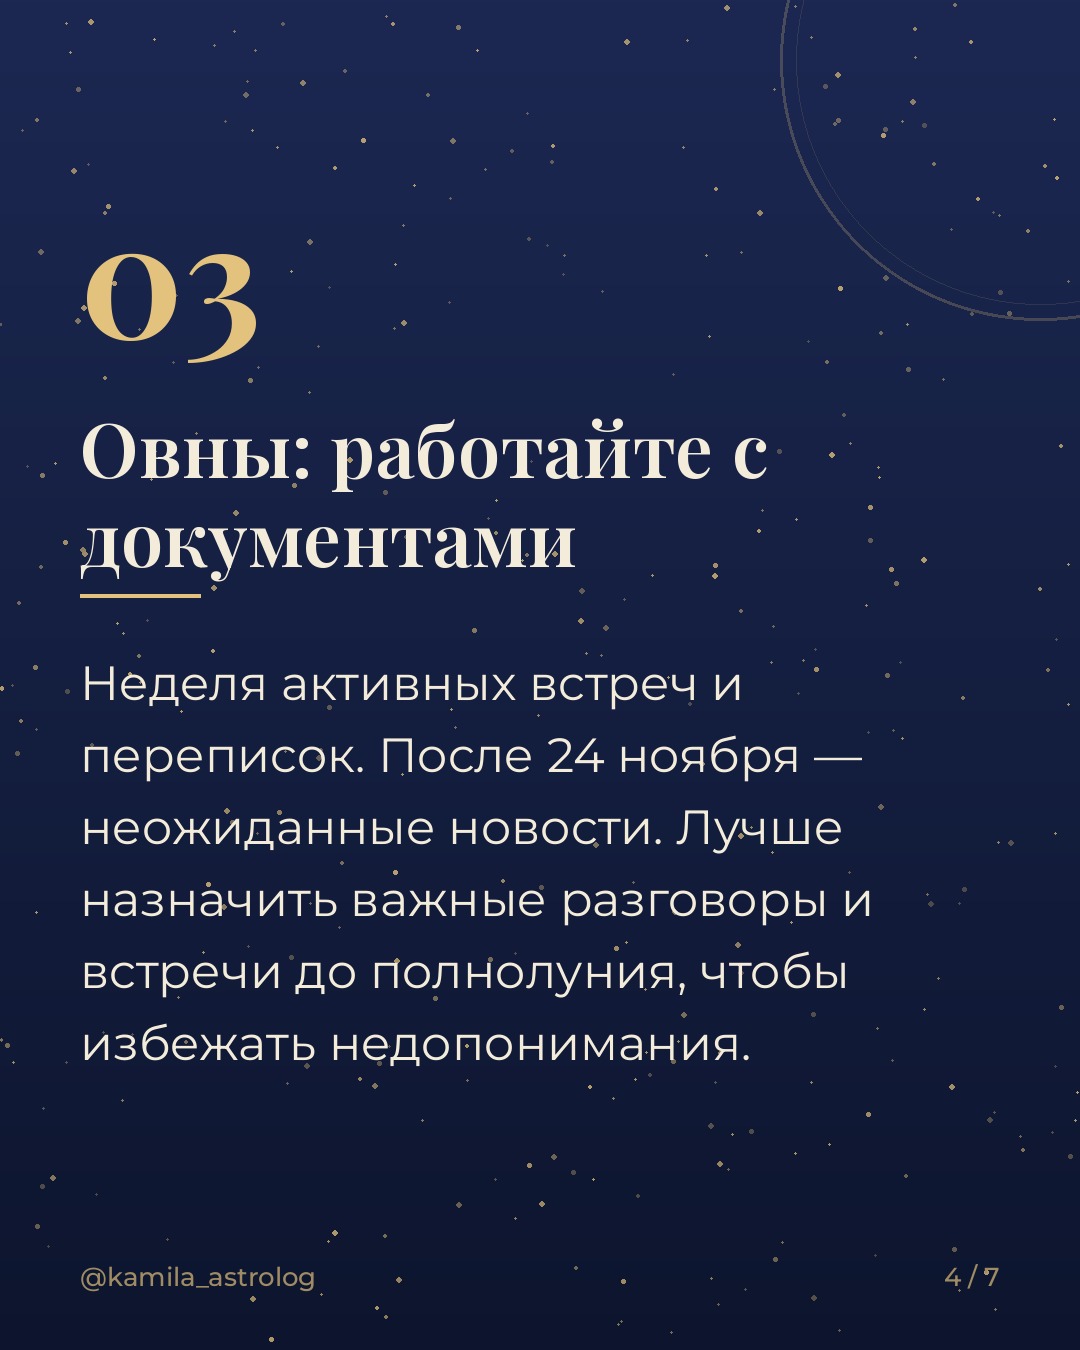 03
Овны: работайте с
документами
Неделя активных встреч и
переписок. После 24 ноября —
неожиданные новости. Лучше
назначить важные разговоры и
встречи до полнолуния, чтобы
избежать недопонимания.
@kamila_astrolog
4 / 7